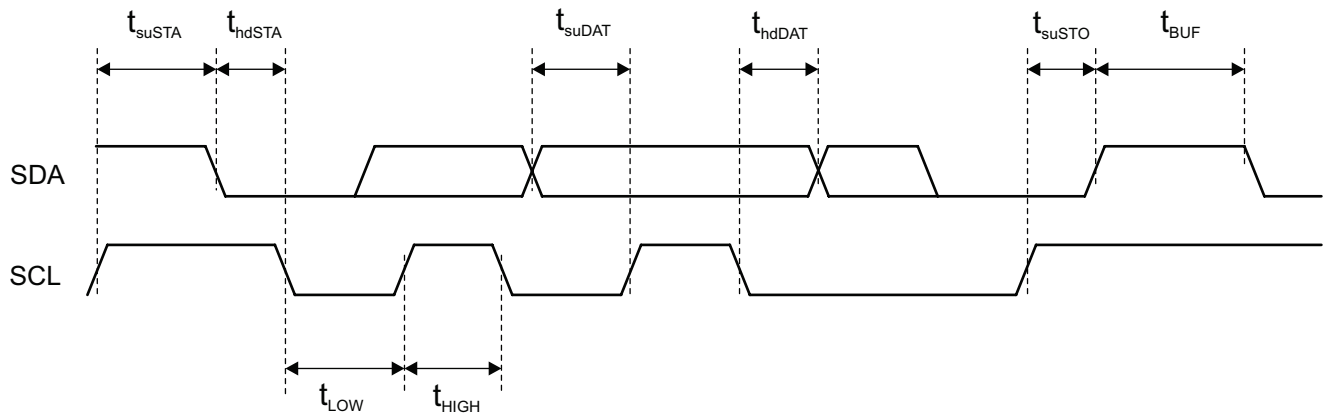 tsuSTA thdSTA tsuDAT thdDAT tsuSTO tBUF
SDA
SCL
tLOW tHIGH